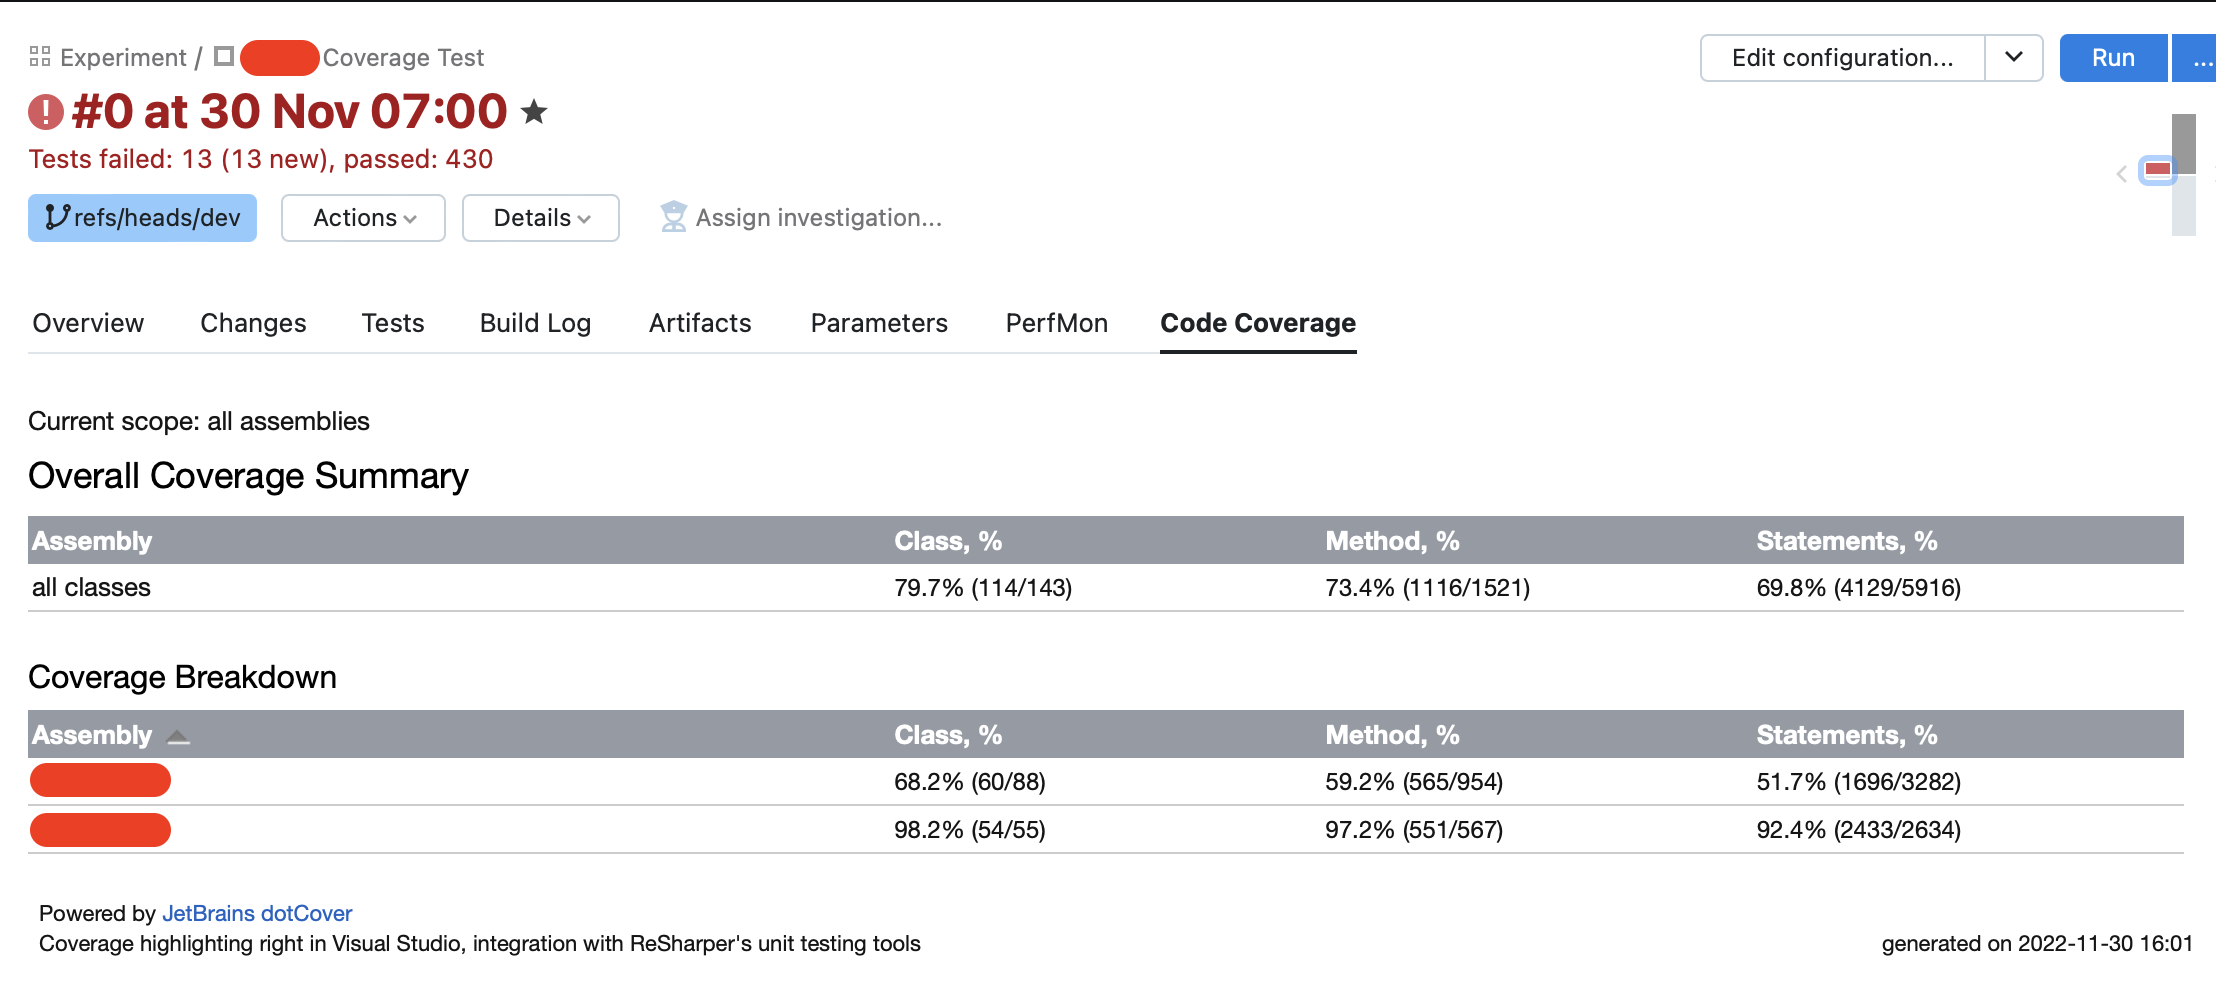 Experiment / Coverage Test
Edit configuration...
Run
...
! #0 at 30 Nov 07:00
Tests failed: 13 (13 new), passed: 430
refs/heads/dev
Actions
Details
Assign investigation...
Overview Changes Tests Build Log Artifacts Parameters PerfMon Code Coverage
Current scope: all assemblies
Overall Coverage Summary
Assembly Class, % Method, % Statements, %
all classes 79.7% (114/143) 73.4% (1116/1521) 69.8% (4129/5916)
Coverage Breakdown
Assembly Class, % Method, % Statements, %
68.2% (60/88) 59.2% (565/954) 51.7% (1696/3282)
98.2% (54/55) 97.2% (551/567) 92.4% (2433/2634)
Powered by JetBrains dotCover
Coverage highlighting right in Visual Studio, integration with ReSharper's unit testing tools
generated on 2022-11-30 16:01